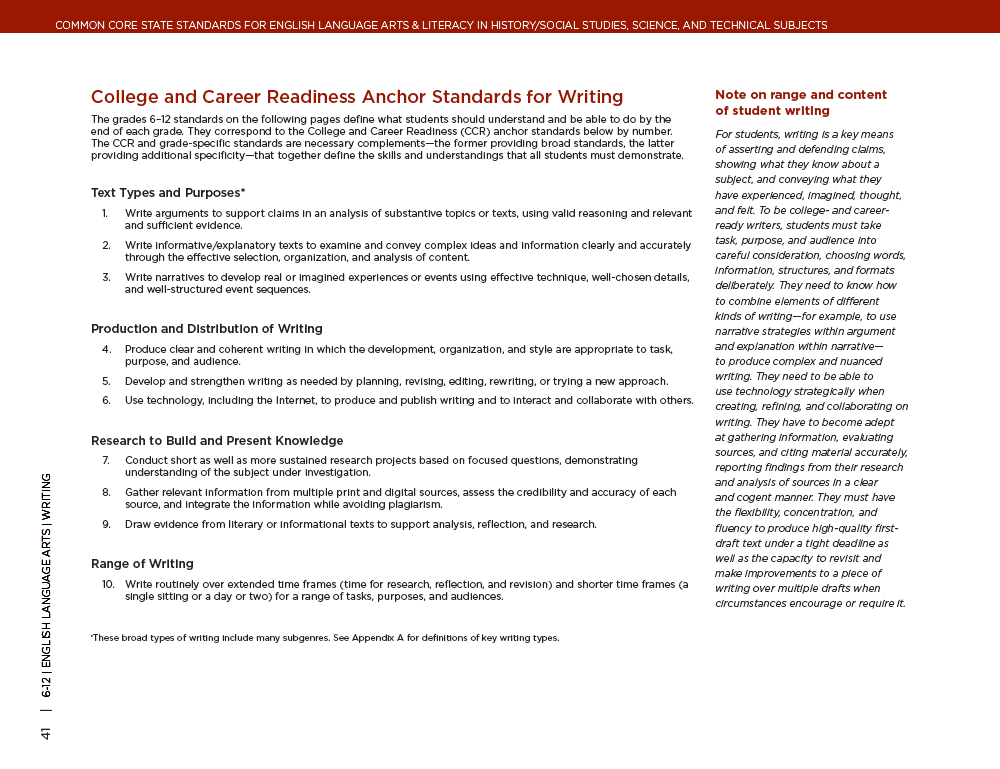 COMMON CORE STATE STANDARDS FOR ENGLISH LANGUAGE ARTS & LITERACY IN HISTORY/SOCIAL STUDIES, SCIENCE, AND TECHNICAL SUBJECTS
College and Career Readiness Anchor Standards for Writing
The grades 6–12 standards on the following pages define what students should understand and be able to do by the
end of each grade. They correspond to the College and Career Readiness (CCR) anchor standards below by number.
The CCR and grade-specific standards are necessary complements—the former providing broad standards, the latter
providing additional specificity—that together define the skills and understandings that all students must demonstrate.
Text Types and Purposes*
1. Write arguments to support claims in an analysis of substantive topics or texts, using valid reasoning and relevant
and sufficient evidence.
2. Write informative/explanatory texts to examine and convey complex ideas and information clearly and accurately
through the effective selection, organization, and analysis of content.
3. Write narratives to develop real or imagined experiences or events using effective technique, well-chosen details,
and well-structured event sequences.
Production and Distribution of Writing
4. Produce clear and coherent writing in which the development, organization, and style are appropriate to task,
purpose, and audience.
5. Develop and strengthen writing as needed by planning, revising, editing, rewriting, or trying a new approach.
6. Use technology, including the Internet, to produce and publish writing and to interact and collaborate with others.
Research to Build and Present Knowledge
7. Conduct short as well as more sustained research projects based on focused questions, demonstrating
understanding of the subject under investigation.
8. Gather relevant information from multiple print and digital sources, assess the credibility and accuracy of each
source, and integrate the information while avoiding plagiarism.
9. Draw evidence from literary or informational texts to support analysis, reflection, and research.
Range of Writing
10. Write routinely over extended time frames (time for research, reflection, and revision) and shorter time frames (a
single sitting or a day or two) for a range of tasks, purposes, and audiences.
*These broad types of writing include many subgenres. See Appendix A for definitions of key writing types.
Note on range and content
of student writing
For students, writing is a key means
of asserting and defending claims,
showing what they know about a
subject, and conveying what they
have experienced, imagined, thought,
and felt. To be college- and career-
ready writers, students must take
task, purpose, and audience into
careful consideration, choosing words,
information, structures, and formats
deliberately. They need to know how
to combine elements of different
kinds of writing—for example, to use
narrative strategies within argument
and explanation within narrative—
to produce complex and nuanced
writing. They need to be able to
use technology strategically when
creating, refining, and collaborating on
writing. They have to become adept
at gathering information, evaluating
sources, and citing material accurately,
reporting findings from their research
and analysis of sources in a clear
and cogent manner. They must have
the flexibility, concentration, and
fluency to produce high-quality first-
draft text under a tight deadline as
well as the capacity to revisit and
make improvements to a piece of
writing over multiple drafts when
circumstances encourage or require it.
41 | 6-12 | ENGLISH LANGUAGE ARTS | WRITING